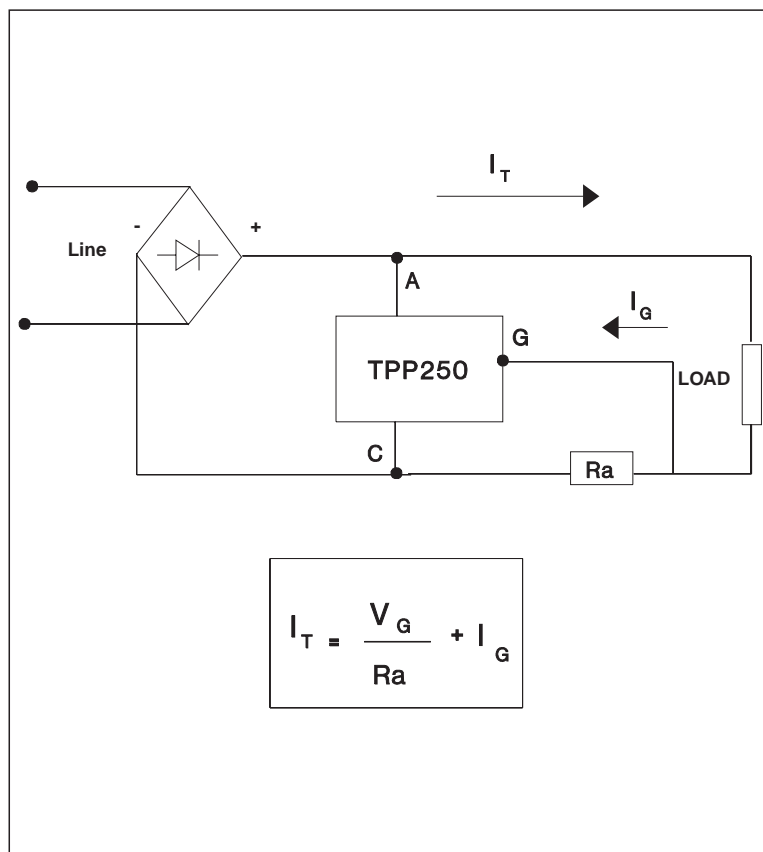 I_T
-
+
Line
A
I_G
G
TPP250
LOAD
C
Ra
I_T = V_G / Ra + I_G